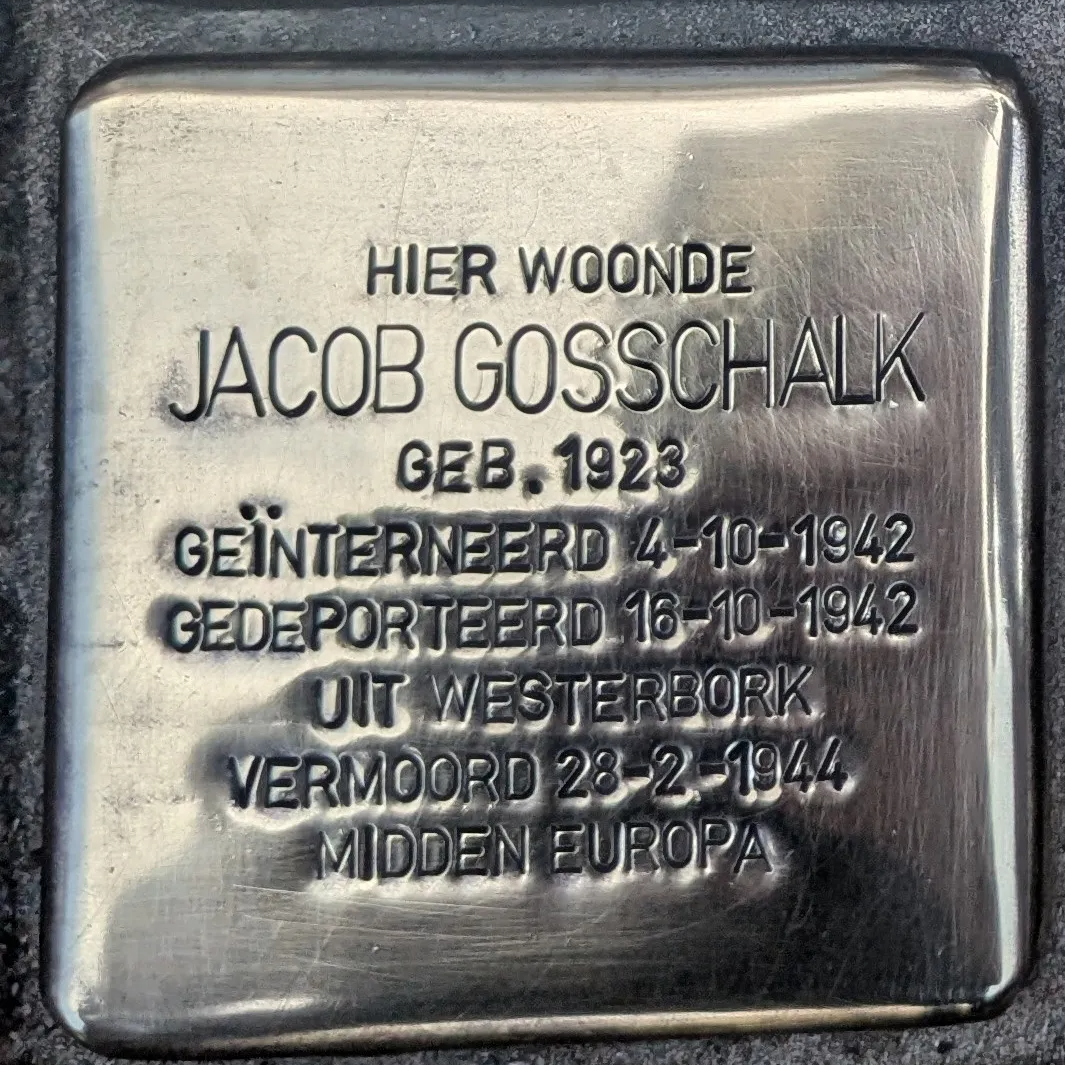 HIER WOONDE
JACOB GOSSCHALK
GEB. 1923
GEÏNTERNEERD 4-10-1942
GEDEPORTEERD 16-10-1942
UIT WESTERBORK
VERMOORD 28-2-1944
MIDDEN EUROPA